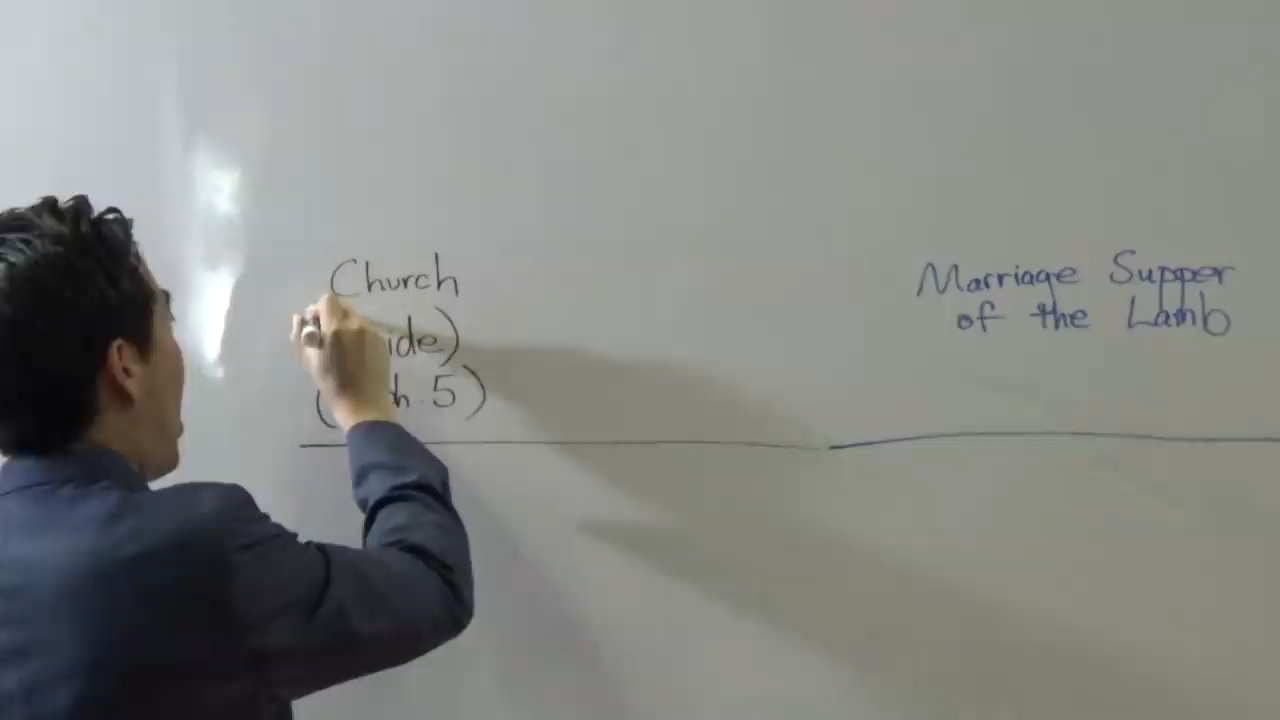 Church
ide)
( h. 5)
Marriage Supper
of the Lamb